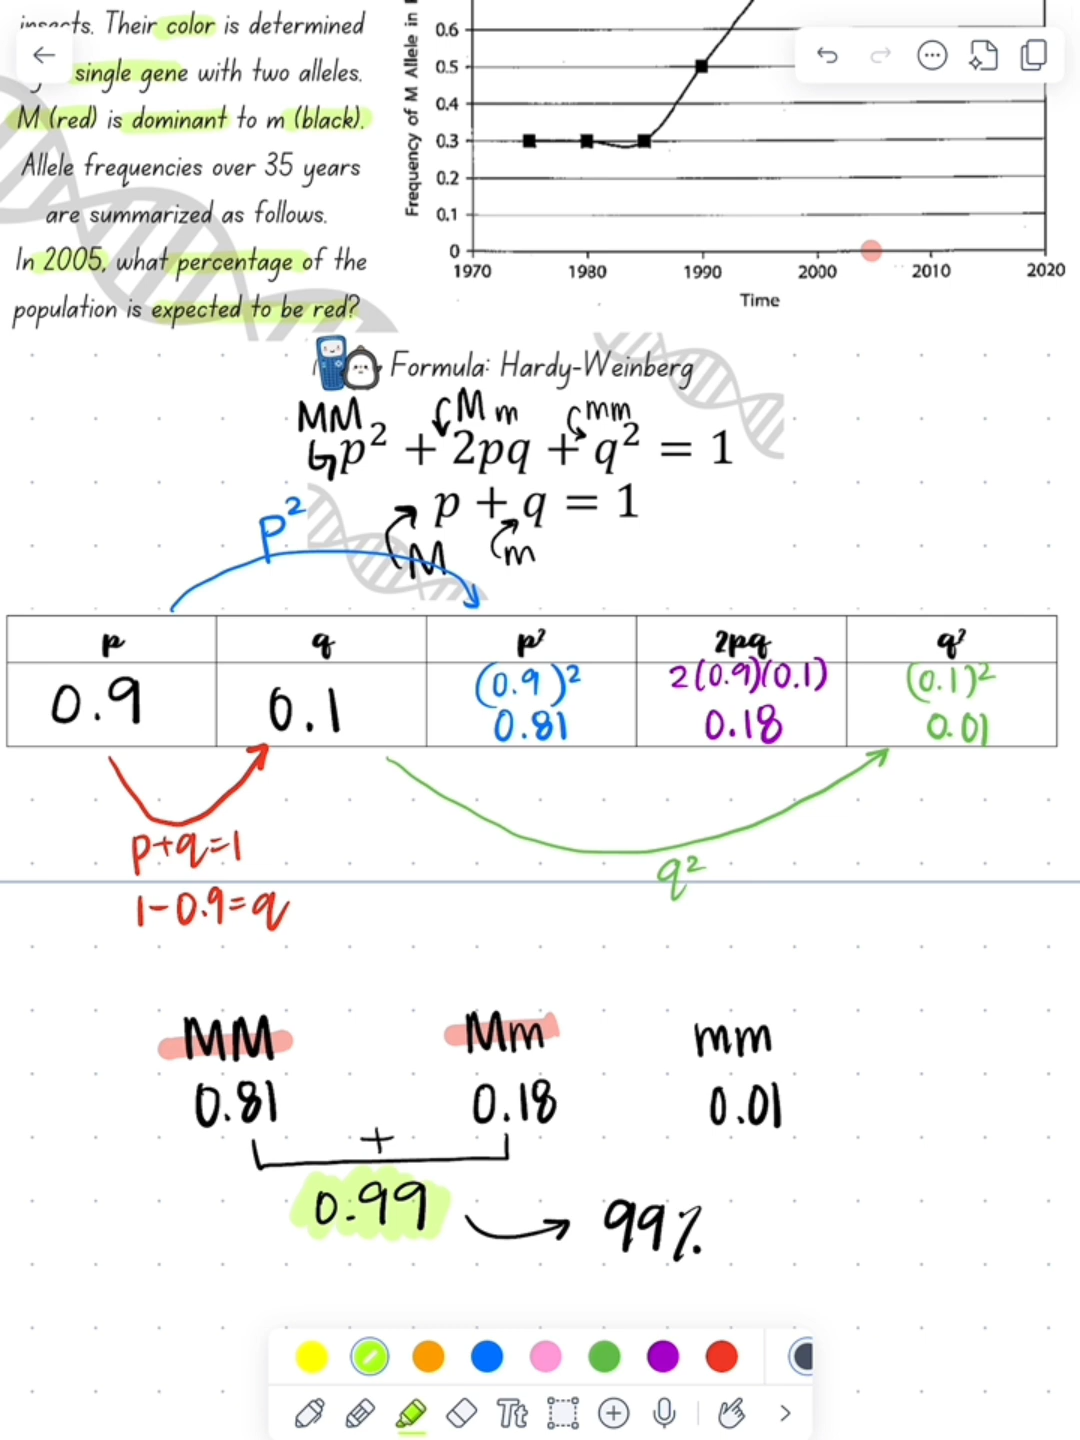 Their color is determined
single gene with two alleles.
M (red) is dominant to m (black).
Allele frequencies over 35 years
are summarized as follows.
In 2005, what percentage of the
population is expected to be red?
Frequency of M Allele in
0.6
0.5
0.4
0.3
0.2
0.1
0
1970 1980 1990 2000 2010 2020
Time
Formula: Hardy-Weinberg
MM Mm mm
p² + 2pq + q² = 1
p + q = 1
M m
p²
p q p² 2pq q²
0.9 0.1 (0.9)² 2(0.9)(0.1) (0.1)²
0.81 0.18 0.01
p+q=1
q²
1-0.9=q
MM Mm mm
0.81 0.18 0.01
+
0.99 99%
Tt